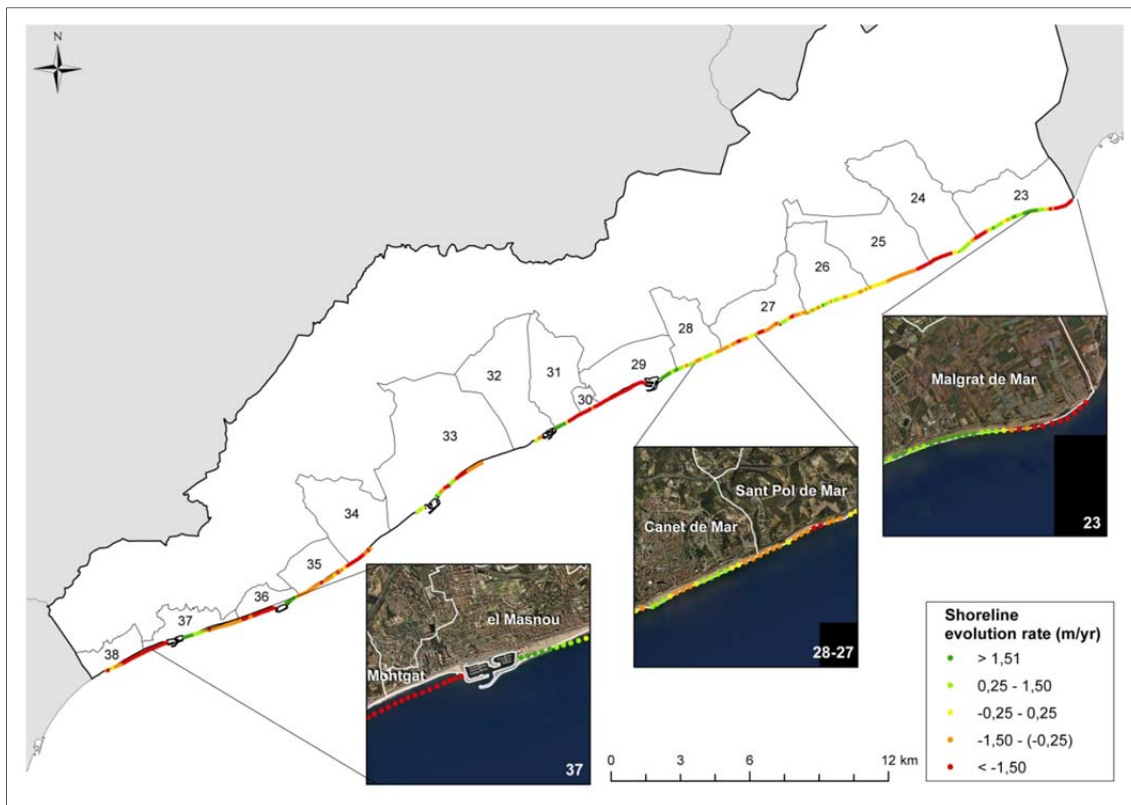 N
23
24
25
26
27
28
29
30
31
32
33
34
35
36
37
38
Malgrat de Mar
23
Sant Pol de Mar
Canet de Mar
28-27
el Masnou
Montgat
37
Shoreline
evolution rate (m/yr)
> 1,51
0,25 - 1,50
-0,25 - 0,25
-1,50 - (-0,25)
< -1,50
0 3 6 12 km